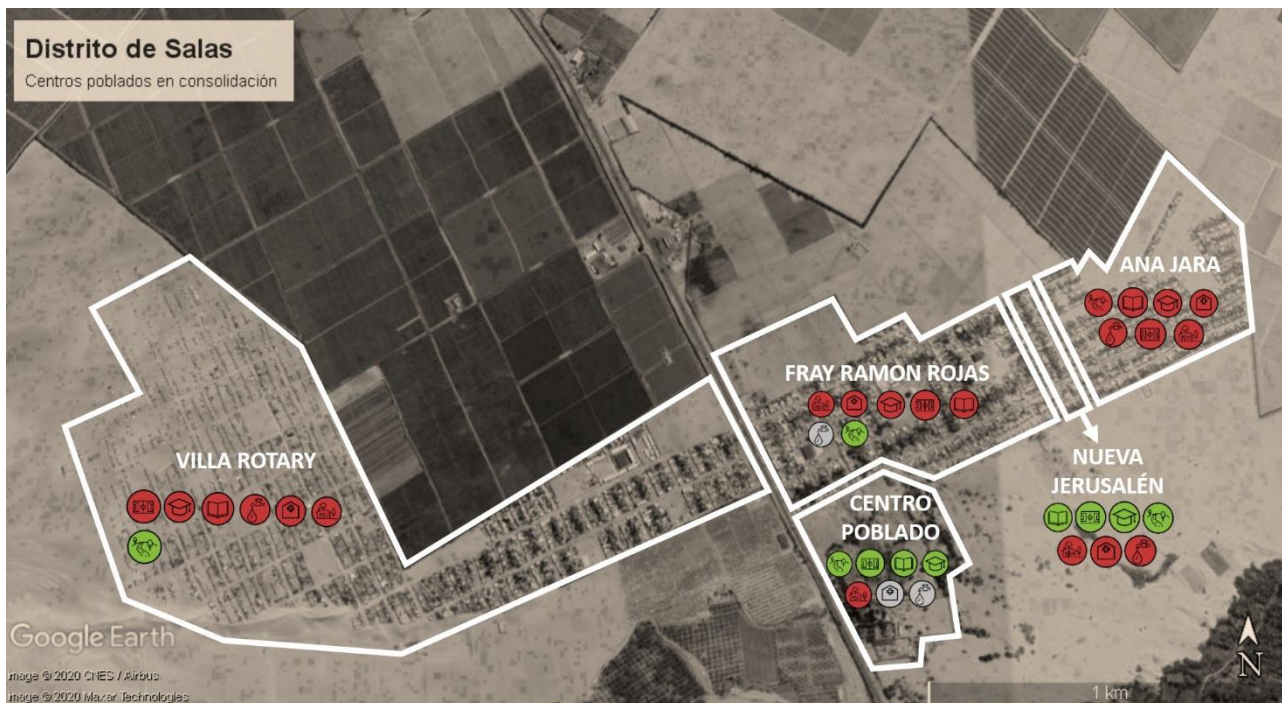 Distrito de Salas
Centros poblados en consolidación
ANA JARA
FRAY RAMON ROJAS
VILLA ROTARY
NUEVA
JERUSALÉN
CENTRO
POBLADO
Google Earth
Image © 2020 CNES / Airbus
Image © 2020 Maxar Technologies
N
1 km